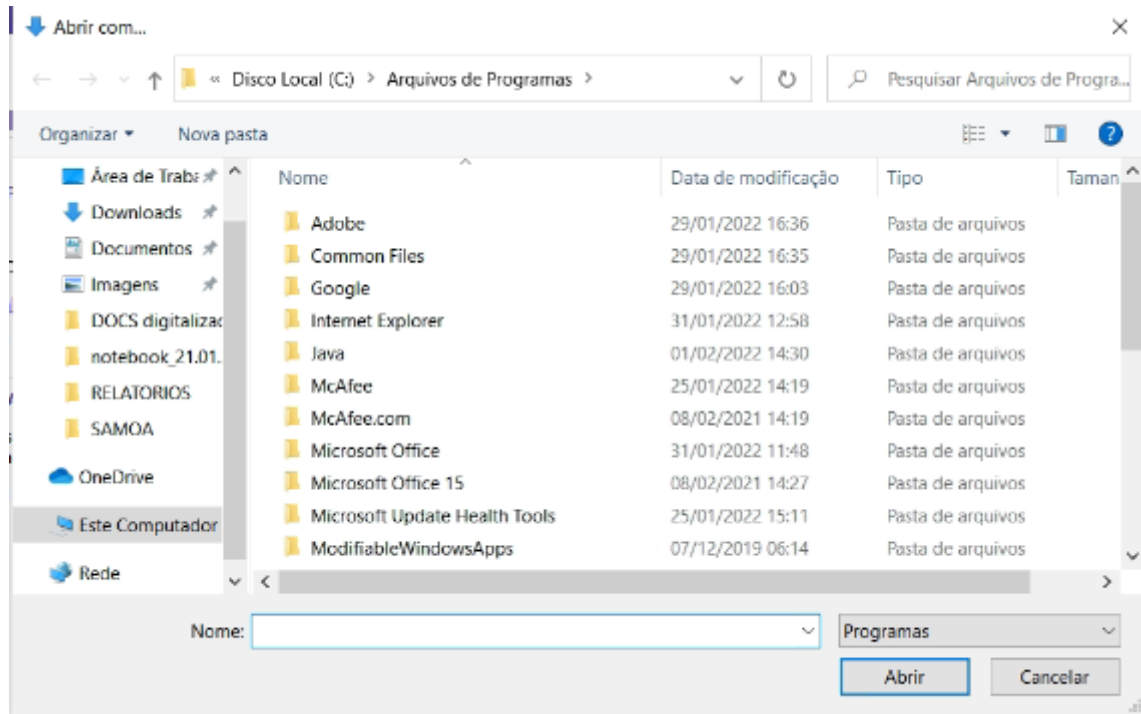 Abrir com...
« Disco Local (C:) > Arquivos de Programas >
Pesquisar Arquivos de Progra...
Organizar
Nova pasta
Área de Traba
Downloads
Documentos
Imagens
DOCS digitalizac
notebook_21.01.
RELATORIOS
SAMOA
OneDrive
Este Computador
Rede
Nome Data de modificação Tipo Taman
Adobe 29/01/2022 16:36 Pasta de arquivos
Common Files 29/01/2022 16:35 Pasta de arquivos
Google 29/01/2022 16:03 Pasta de arquivos
Internet Explorer 31/01/2022 12:58 Pasta de arquivos
Java 01/02/2022 14:30 Pasta de arquivos
McAfee 25/01/2022 14:19 Pasta de arquivos
McAfee.com 08/02/2021 14:19 Pasta de arquivos
Microsoft Office 31/01/2022 11:48 Pasta de arquivos
Microsoft Office 15 08/02/2021 14:27 Pasta de arquivos
Microsoft Update Health Tools 25/01/2022 15:11 Pasta de arquivos
ModifiableWindowsApps 07/12/2019 06:14 Pasta de arquivos
Nome:
Programas
Abrir
Cancelar